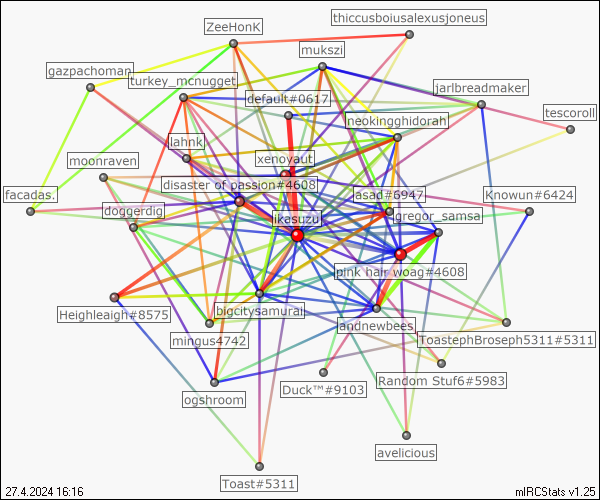 thiccusboiusalexusjoneus
ZeeHonK
mukszi
gazpachoman
turkey_mcnugget
jarlbreadmaker
default#0617
tescoroll
neokingghidorah
lahnk
xenoyaut
moonraven
disaster of passion#4608
facadas.
asad#6947
Knowun#6424
doggerdig
likesuzu
gregor_samsa
pink hair woag#4608
bigcitysamurai
Heighleaigh#8575
andnewbees
mingus4742
ToastephBroseph5311#5311
Random Stuf6#5983
Duck™#9103
ogshroom
avelicious
Toast#5311
27.4.2024 16:16
mIRCStats v1.25